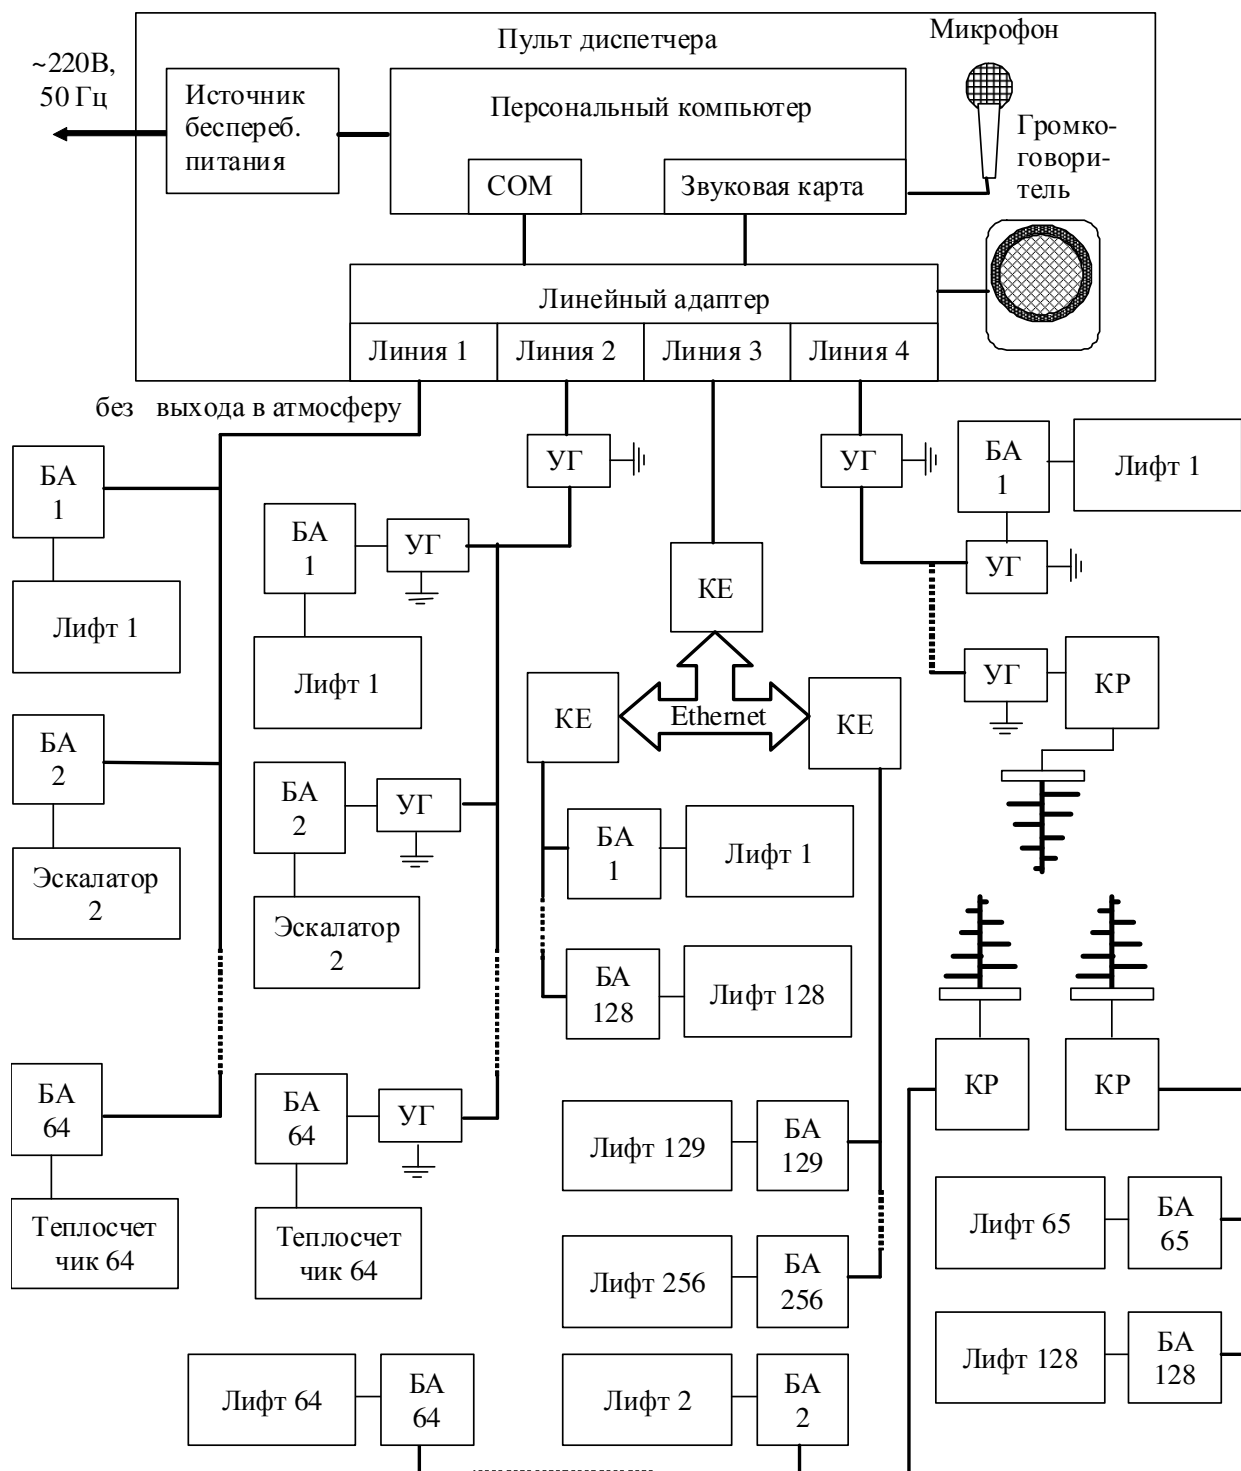 Пульт диспетчера
Микрофон
~220В,
50 Гц
Источник
беспереб.
питания
Персональный компьютер
Громко-
говори-
тель
COM
Звуковая карта
Линейный адаптер
Линия 1
Линия 2
Линия 3
Линия 4
без выхода в атмосферу
БА
1
Лифт 1
БА
2
Эскалатор
2
БА
64
Теплосчет
чик 64
УГ
БА
1
УГ
Лифт 1
БА
2
УГ
Эскалатор
2
БА
64
УГ
Теплосчет
чик 64
КЕ
КЕ
Ethernet
КЕ
БА
1
Лифт 1
БА
128
Лифт 128
Лифт 129
БА
129
Лифт 256
БА
256
УГ
БА
1
Лифт 1
УГ
УГ
КР
КР
КР
Лифт 65
БА
65
Лифт 128
БА
128
Лифт 64
БА
64
Лифт 2
БА
2